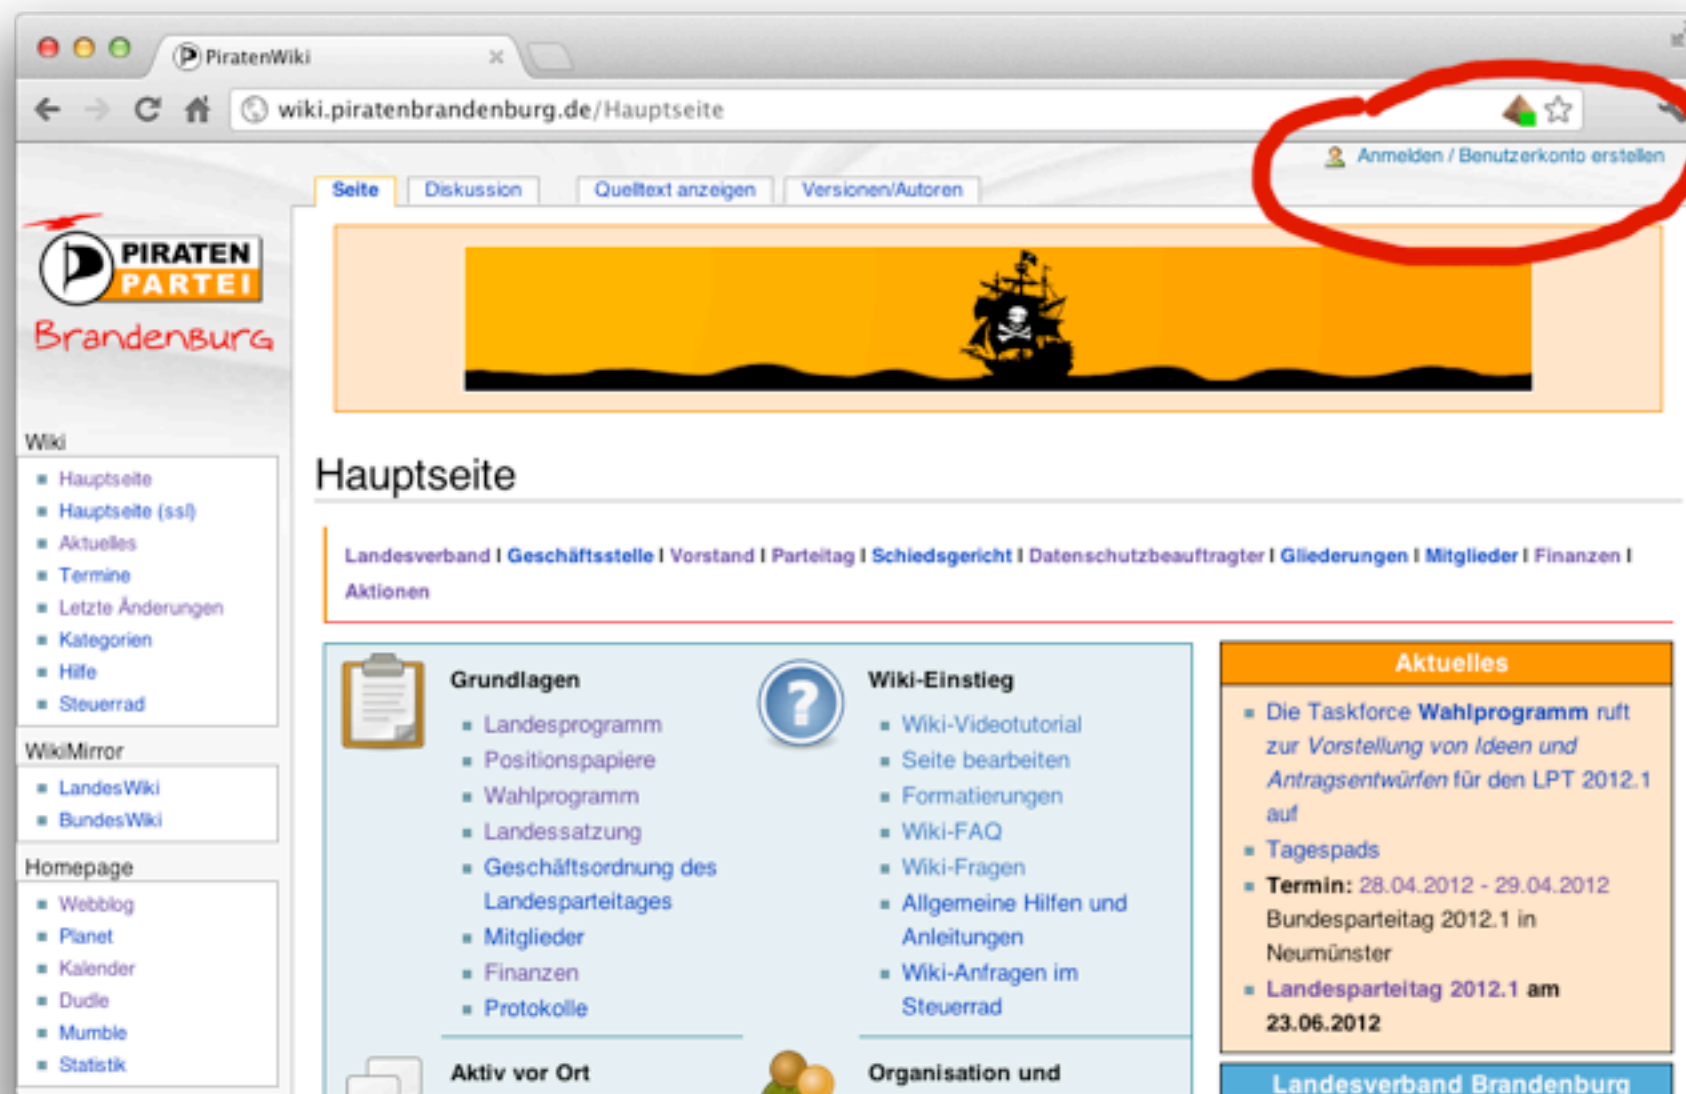 PiratenWiki
wiki.piratenbrandenburg.de/Hauptseite
Anmelden / Benutzerkonto erstellen
Seite
Diskussion
Quelltext anzeigen
Versionen/Autoren
PIRATEN
PARTEI
Brandenburg
Wiki
Hauptseite
Hauptseite (ssl)
Aktuelles
Termine
Letzte Änderungen
Kategorien
Hilfe
Steuerrad
WikiMirror
LandesWiki
BundesWiki
Homepage
Webblog
Planet
Kalender
Dudle
Mumble
Statistik
Hauptseite
Landesverband | Geschäftsstelle | Vorstand | Parteitag | Schiedsgericht | Datenschutzbeauftragter | Gliederungen | Mitglieder | Finanzen |
Aktionen
Grundlagen
Landesprogramm
Positionspapiere
Wahlprogramm
Landessatzung
Geschäftsordnung des
Landesparteitages
Mitglieder
Finanzen
Protokolle
Wiki-Einstieg
Wiki-Videotutorial
Seite bearbeiten
Formatierungen
Wiki-FAQ
Wiki-Fragen
Allgemeine Hilfen und
Anleitungen
Wiki-Anfragen im
Steuerrad
Aktiv vor Ort
Organisation und
Aktuelles
Die Taskforce Wahlprogramm ruft
zur Vorstellung von Ideen und
Antragsentwürfen für den LPT 2012.1
auf
Tagespads
Termin: 28.04.2012 - 29.04.2012
Bundesparteitag 2012.1 in
Neumünster
Landesparteitag 2012.1 am
23.06.2012
Landesverband Brandenburg